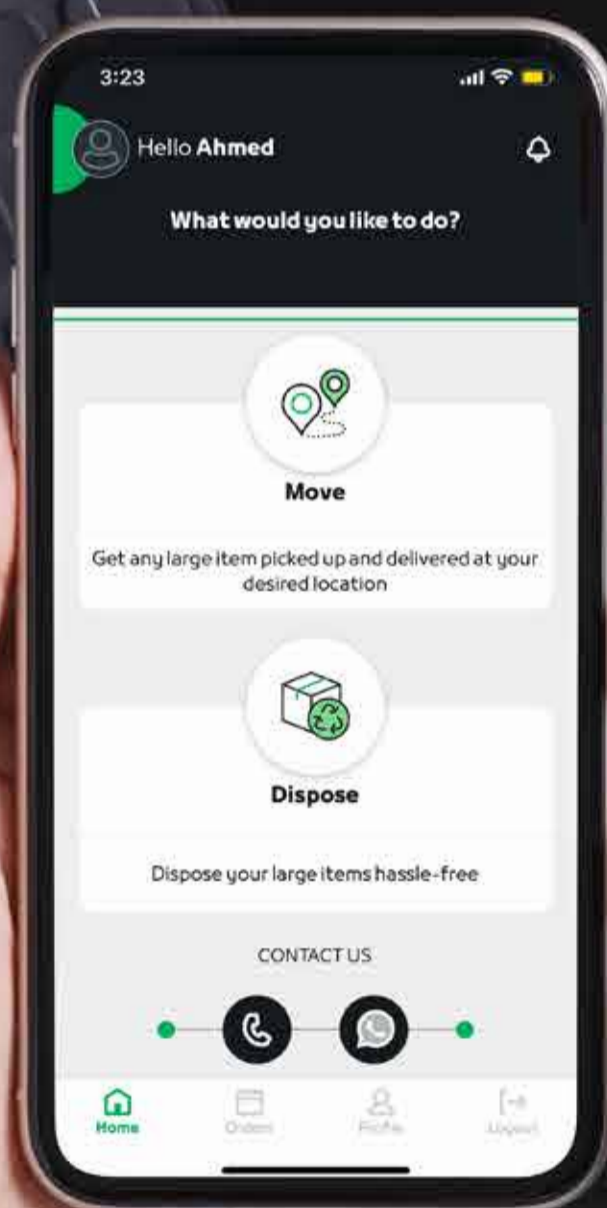 3:23
Hello Ahmed
What would you like to do?
Move
Get any large item picked up and delivered at your
desired location
Dispose
Dispose your large items hassle-free
CONTACT US
Home
Orders
Profile
Logout